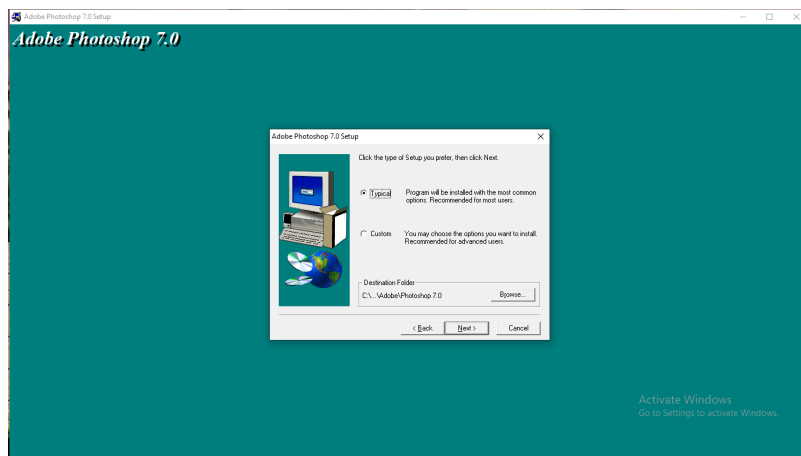 Adobe Photoshop 7.0 Setup
Adobe Photoshop 7.0
Adobe Photoshop 7.0 Setup
Click the type of Setup you prefer, then click Next.
Typical
Program will be installed with the most common
options. Recommended for most users.
Custom
You may choose the options you want to install.
Recommended for advanced users.
Destination Folder
C:\...\Adobe\Photoshop 7.0
Browse...
< Back
Next >
Cancel
Activate Windows
Go to Settings to activate Windows.